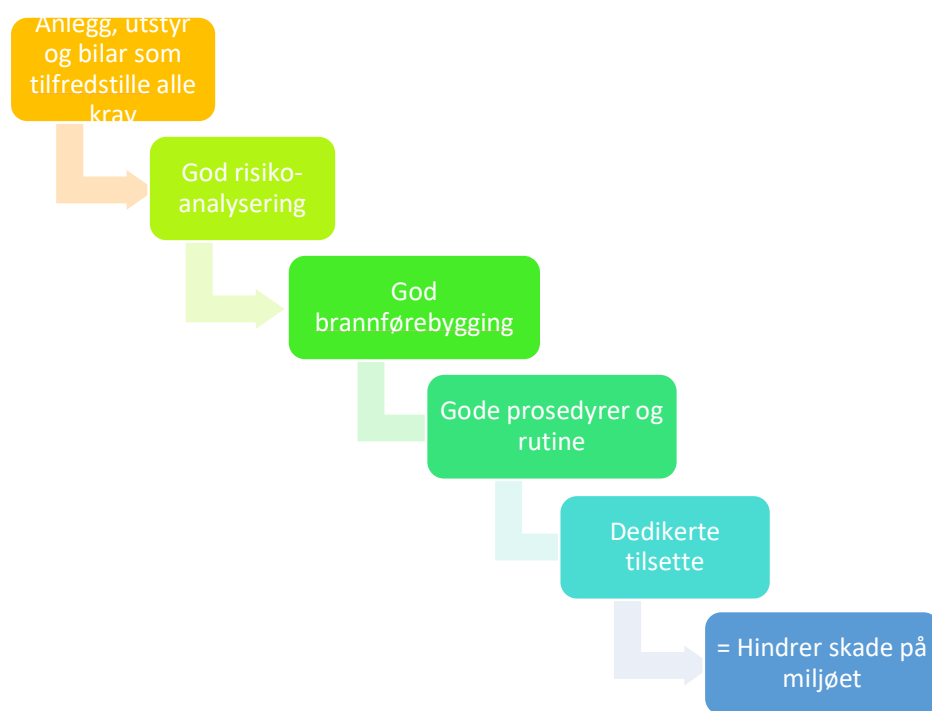 Anlegg, utstyr
og bilar som
tilfredstille alle
krav
God risiko-
analysering
God
brannførebygging
Gode prosedyrer og
rutine
Dedikerte
tilsette
= Hindrer skade på
miljøet